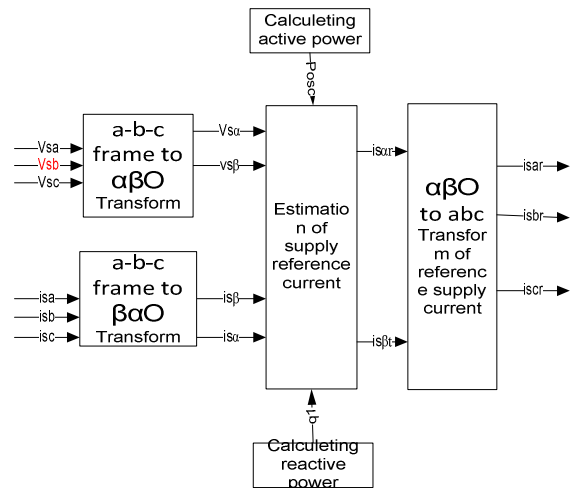 Calculeting
active power
Posc
Vsa
Vsb
Vsc
a-b-c
frame to
αβO
Transform
Vsα
vsβ
isa
isb
isc
a-b-c
frame to
βαO
Transform
isβ
isα
Estimatio
n of
supply
reference
current
isαr
isβt
αβO
to abc
Transfor
m of
referenc
e supply
current
isar
isbr
iscr
q1
Calculeting
reactive
power